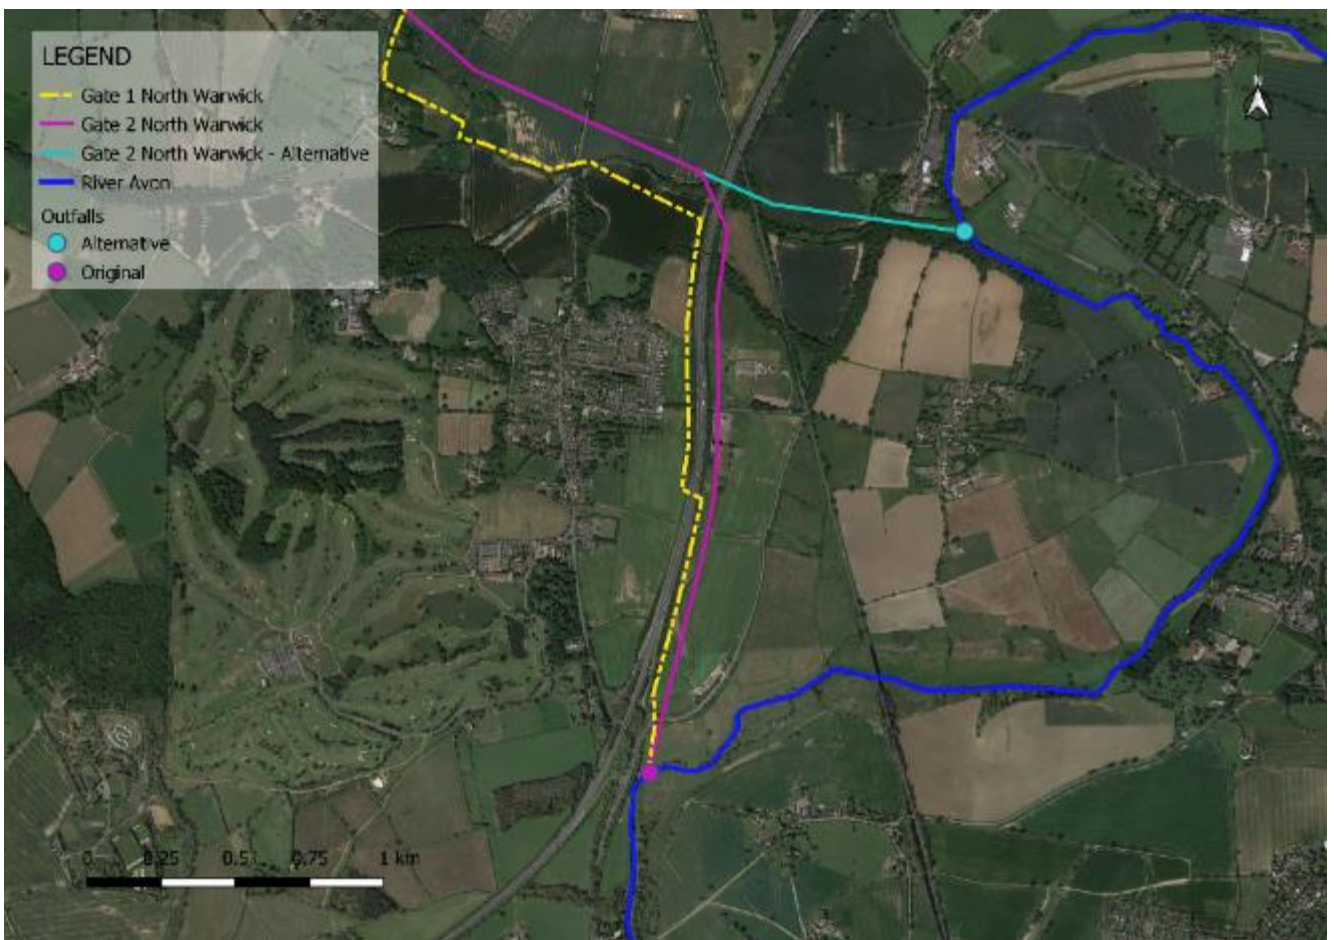 LEGEND
Gate 1 North Warwick
Gate 2 North Warwick
Gate 2 North Warwick - Alternative
River Avon
Outfalls
Alternative
Original
N
0 0.25 0.5 0.75 1 km